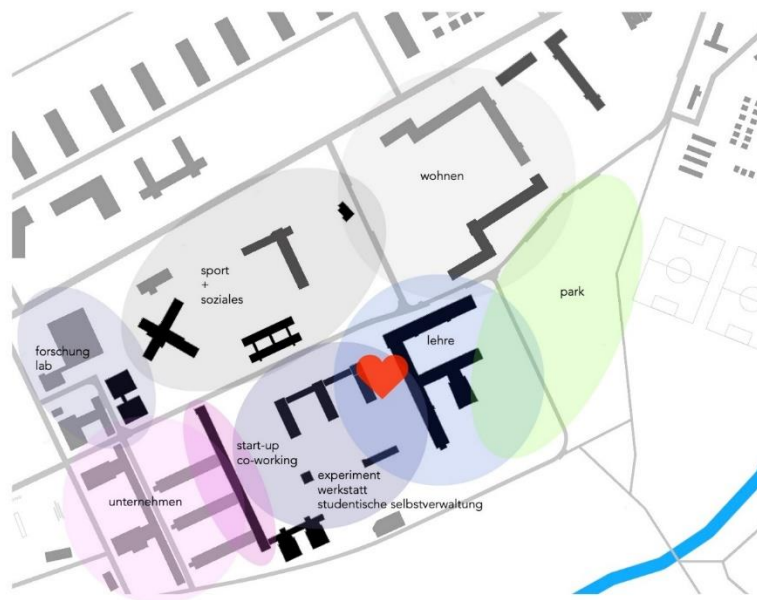 wohnen
sport
+
soziales
park
lehre
forschung
lab
start-up
co-working
experiment
werkstatt
studentische selbstverwaltung
unternehmen